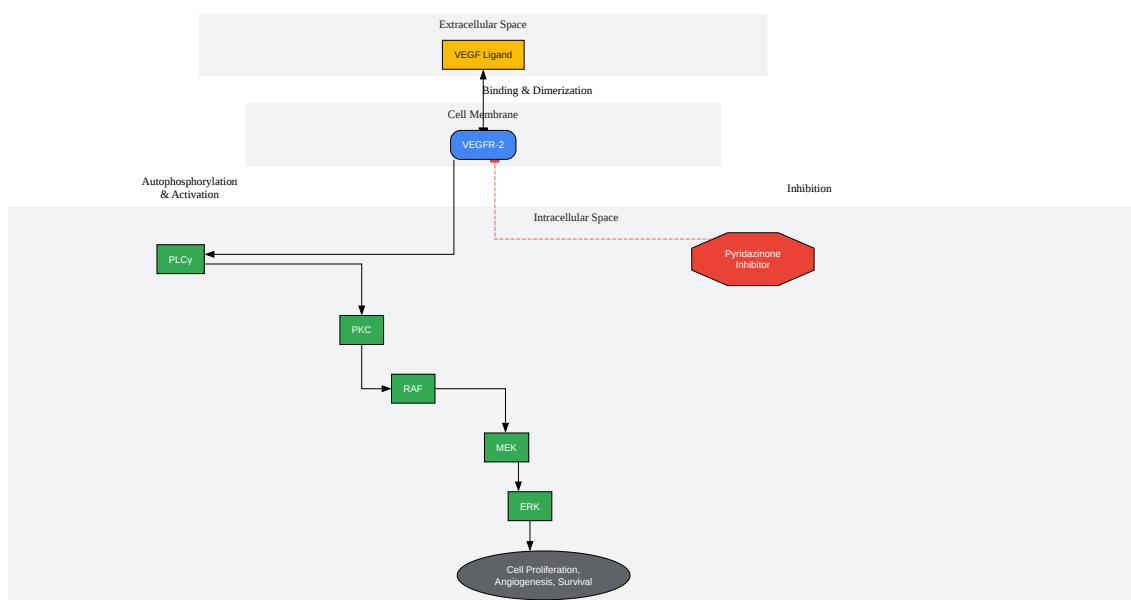 Extracellular Space
VEGF Ligand
Binding & Dimerization
Cell Membrane
VEGFR-2
Autophosphorylation
& Activation
Inhibition
Intracellular Space
PLCγ
Pyridazinone
Inhibitor
PKC
RAF
MEK
ERK
Cell Proliferation,
Angiogenesis, Survival